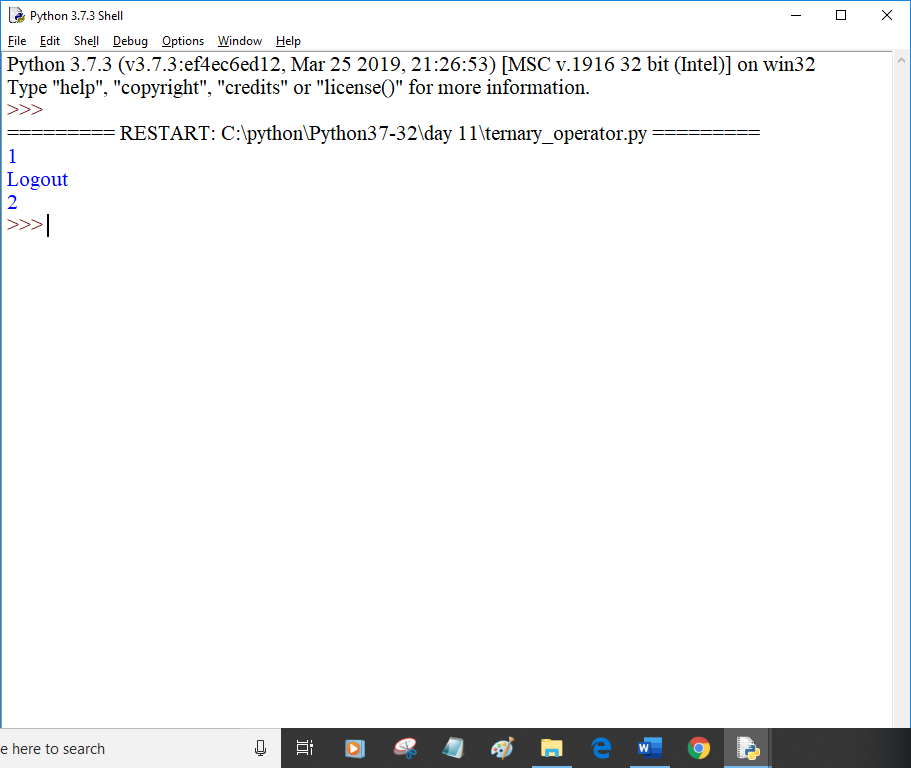 Python 3.7.3 Shell
File Edit Shell Debug Options Window Help
Python 3.7.3 (v3.7.3:ef4ec6ed12, Mar 25 2019, 21:26:53) [MSC v.1916 32 bit (Intel)] on win32
Type "help", "copyright", "credits" or "license()" for more information.
>>>
========= RESTART: C:\python\Python37-32\day 11\ternary_operator.py =========
1
Logout
2
>>>
e here to search